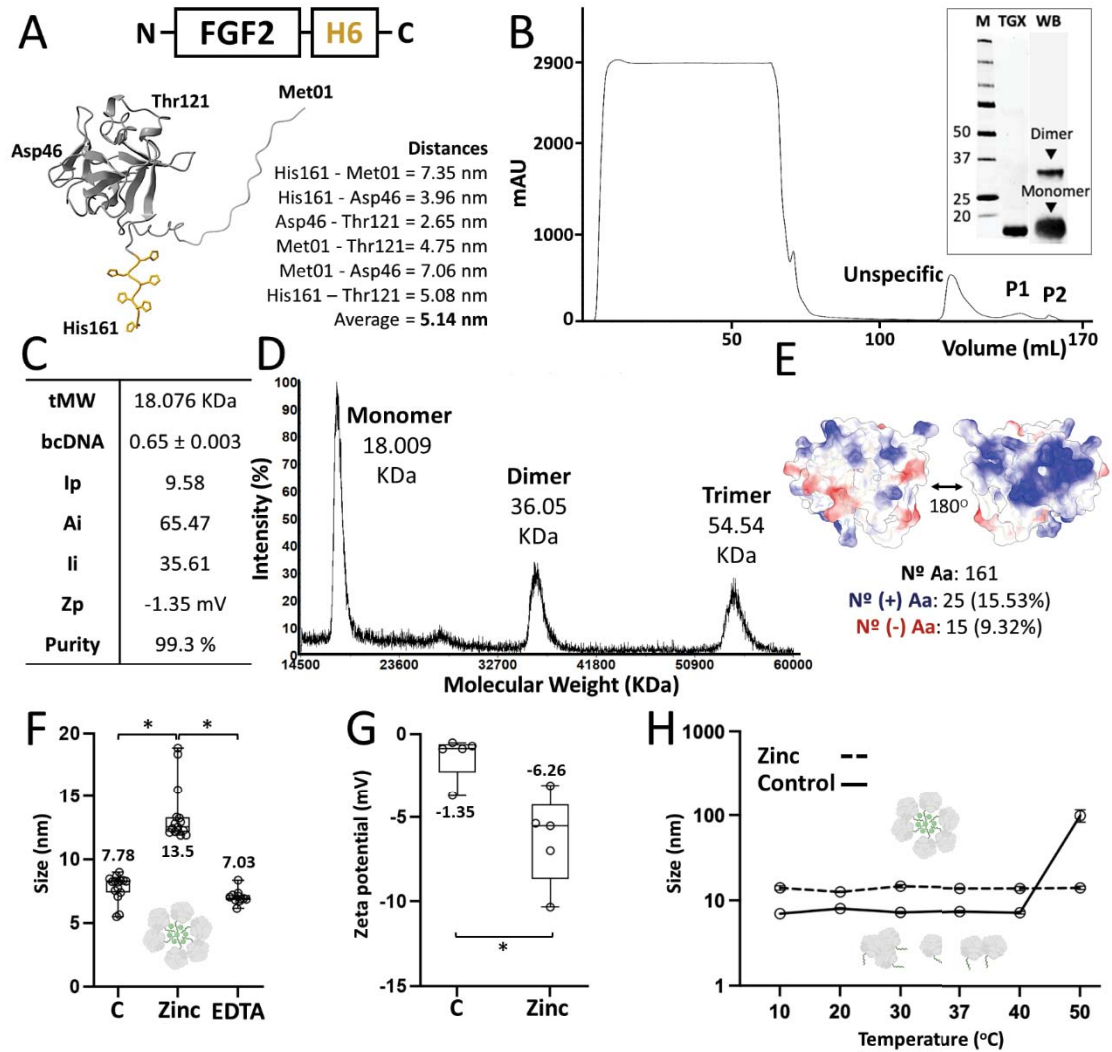 A
N
FGF2
H6
C
Met01
Thr121
Asp46
His161
Distances
His161 - Met01 = 7.35 nm
His161 - Asp46 = 3.96 nm
Asp46 - Thr121 = 2.65 nm
Met01 - Thr121= 4.75 nm
Met01 - Asp46 = 7.06 nm
His161 – Thr121 = 5.08 nm
Average = 5.14 nm
B
2900
2000
1000
0
mAU
50
100
170
Volume (mL)
Unspecific
P1
P2
M TGX WB
50
37
25
20
Dimer
Monomer
C
tMW 18.076 KDa
bcDNA 0.65 ± 0.003
Ip 9.58
Ai 65.47
Ii 35.61
Zp -1.35 mV
Purity 99.3 %
D
100
90
80
70
60
50
40
30
20
10
0
Intensity (%)
Monomer
18.009
KDa
Dimer
36.05
KDa
Trimer
54.54
KDa
14500 23600 32700 41800 50900 60000
Molecular Weight (KDa)
E
180º
Nº Aa: 161
Nº (+) Aa: 25 (15.53%)
Nº (-) Aa: 15 (9.32%)
F
20
15
10
5
0
Size (nm)
* *
7.78
13.5
7.03
C Zinc EDTA
G
0
-5
-10
-15
Zeta potential (mV)
-1.35
-6.26
*
C Zinc
H
1000
100
10
1
Size (nm)
Zinc
Control
10 20 30 37 40 50
Temperature (ºC)